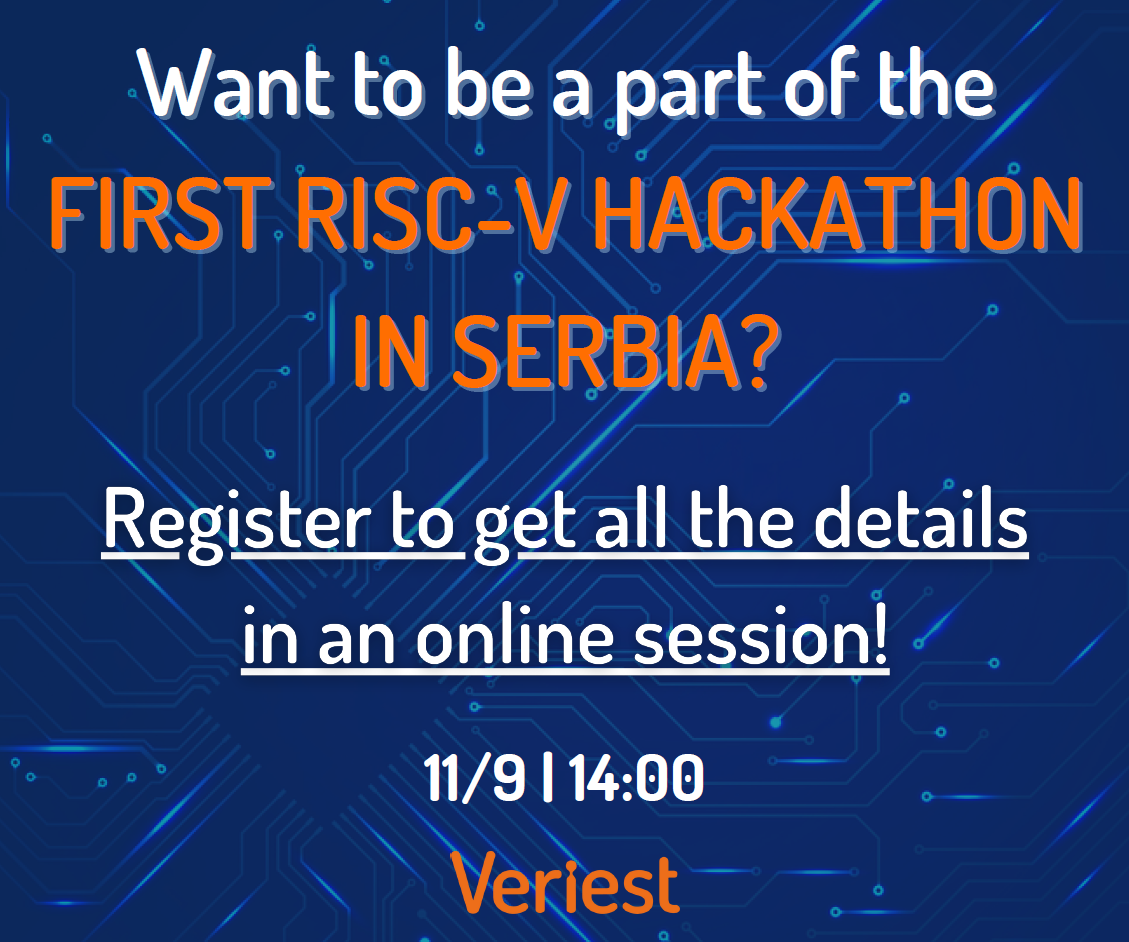 Want to be a part of the
FIRST RISC-V HACKATHON
IN SERBIA?
Register to get all the details
in an online session!
11/9 | 14:00
Veriest